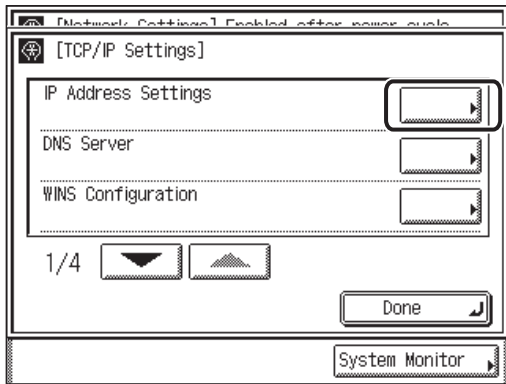 [Network Settings] Enabled after power cycle
[TCP/IP Settings]
IP Address Settings
DNS Server
WINS Configuration
1/4
Done
System Monitor